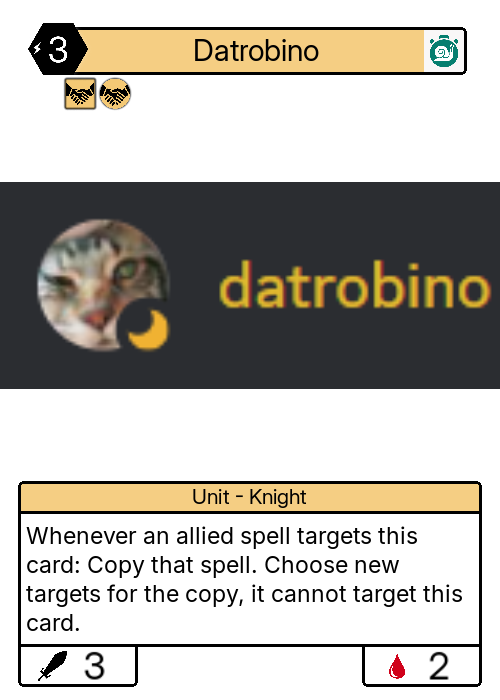 3
Datrobino
datrobino
Unit - Knight
Whenever an allied spell targets this
card: Copy that spell. Choose new
targets for the copy, it cannot target this
card.
3
2